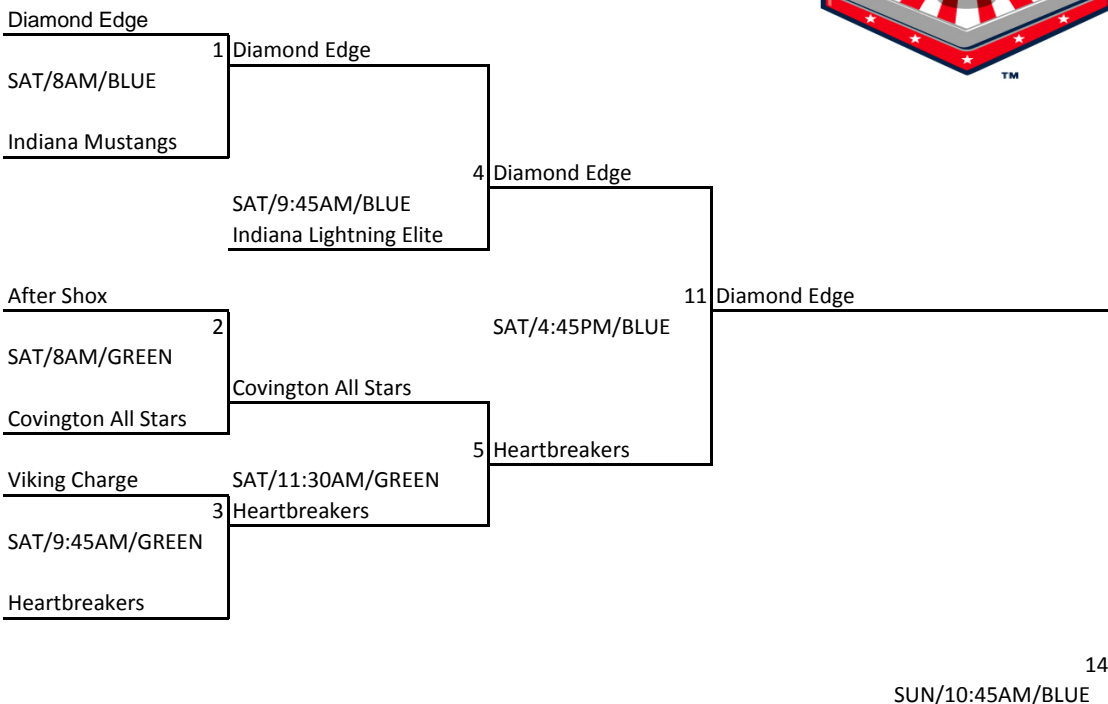 Diamond Edge
1 Diamond Edge
SAT/8AM/BLUE
TM
Indiana Mustangs
4 Diamond Edge
SAT/9:45AM/BLUE
Indiana Lightning Elite
After Shox
11 Diamond Edge
2
SAT/4:45PM/BLUE
SAT/8AM/GREEN
Covington All Stars
Covington All Stars
5 Heartbreakers
Viking Charge
SAT/11:30AM/GREEN
3 Heartbreakers
SAT/9:45AM/GREEN
Heartbreakers
14
SUN/10:45AM/BLUE